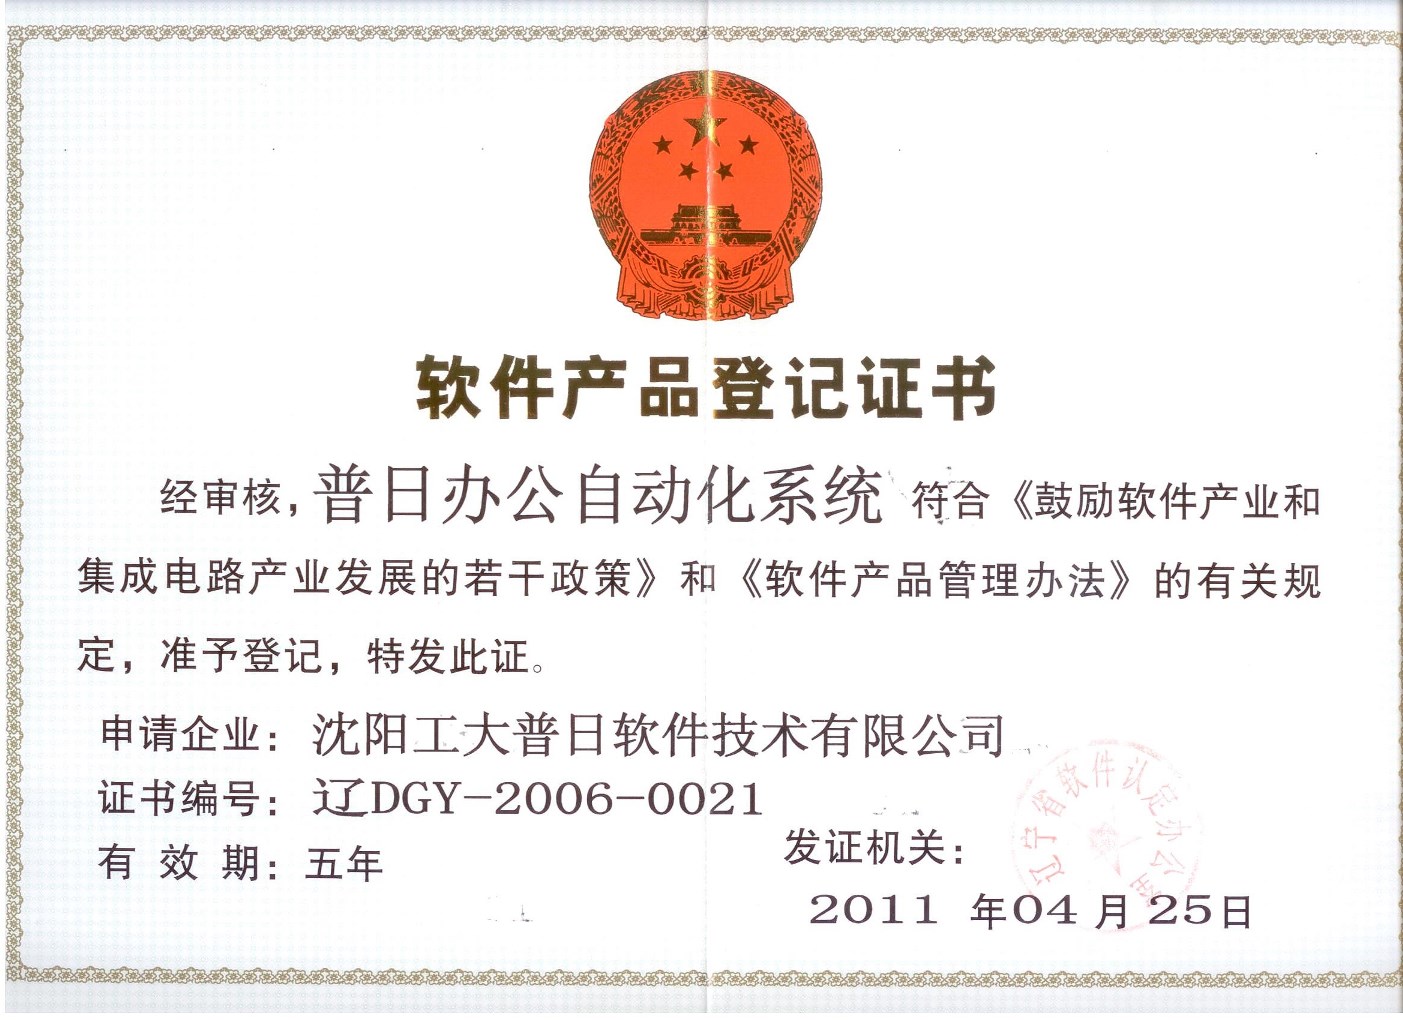 软件产品登记证书
经审核，普日办公自动化系统 符合《鼓励软件产业和
集成电路产业发展的若干政策》和《软件产品管理办法》的有关规
定，准予登记，特发此证。
申请企业：沈阳工大普日软件技术有限公司
证书编号：辽DGY-2006-0021
有 效 期：五年
发证机关：
辽宁省软件认定办公室
2011 年 04 月 25 日